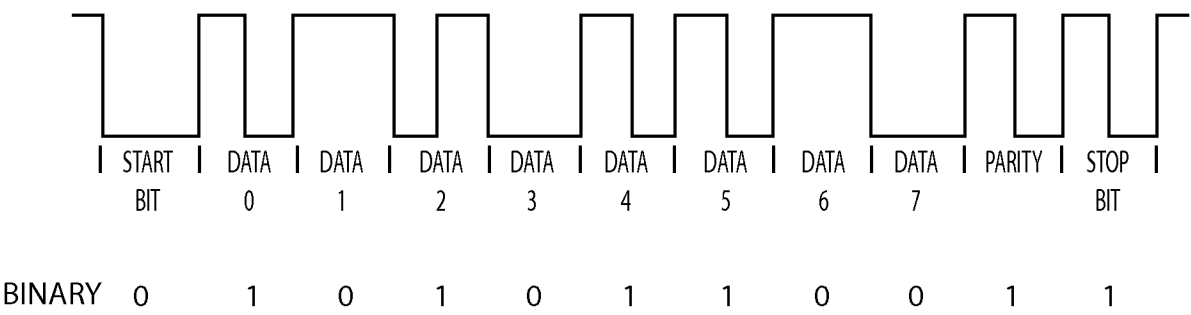 START DATA DATA DATA DATA DATA DATA DATA DATA PARITY STOP
BIT 0 1 2 3 4 5 6 7 BIT
BINARY 0 1 0 1 0 1 1 0 0 1 1